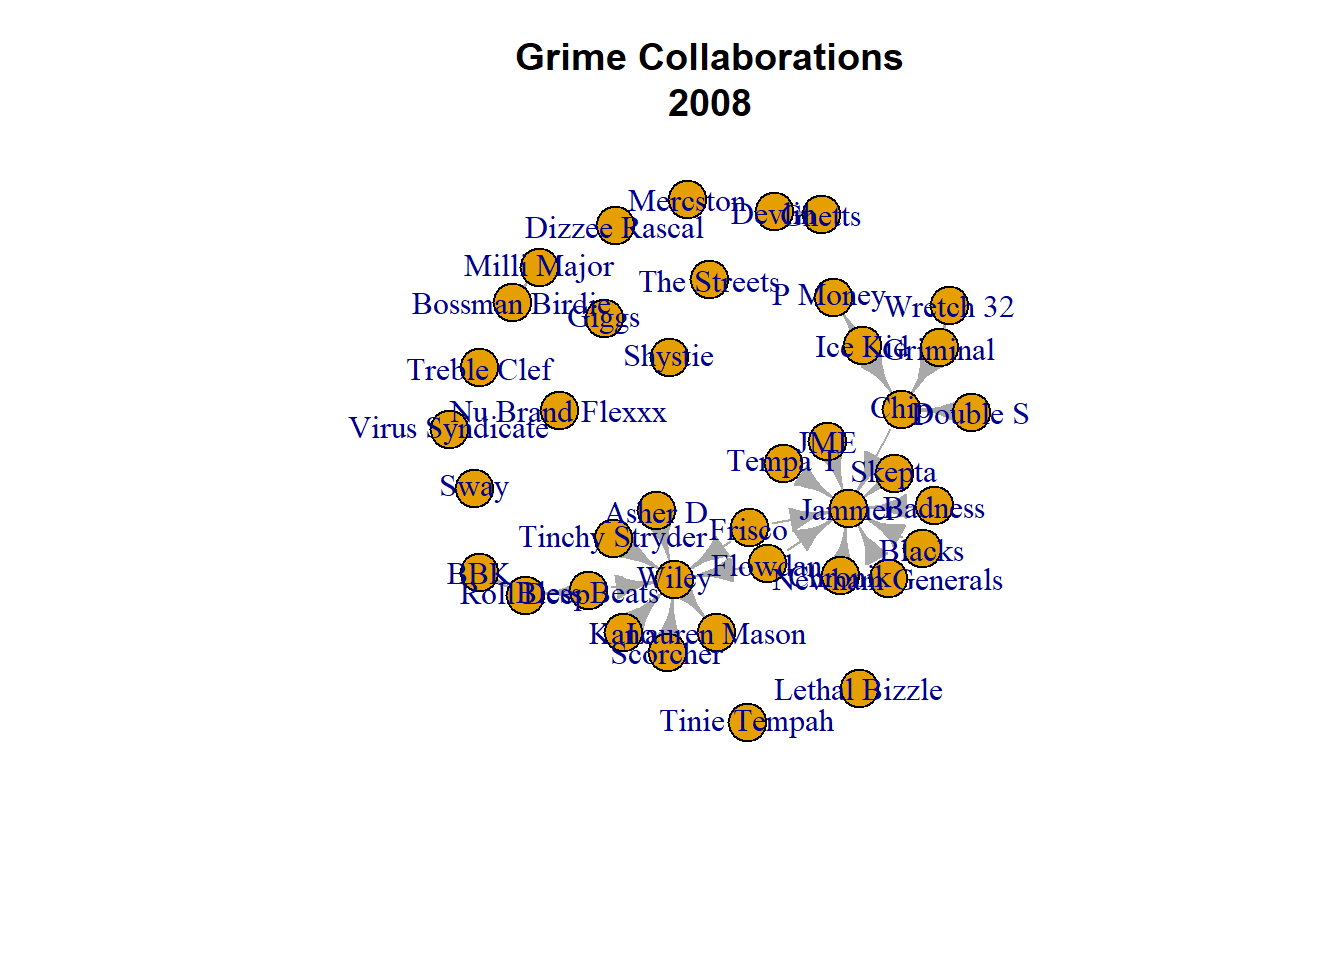 Grime Collaborations
2008
Mercston
Devlin
Ghetts
Dizzee Rascal
Milli Major
The Streets
P Money
Wretch 32
Bossman Birdie
Giggs
Ice Kid
Criminal
Shystie
Treble Clef
Chip
Double S
Nu Brand Flexxx
Virus Syndicate
JME
Tempa T
Skepta
Sway
Asher D
Jammer
Badness
Tinchy Stryder
Frisco
Blacks
Flowdan
BBK
Wiley
Newham Generals
Roll Deep
Bless Beats
Kano
Lauren Mason
Scorcher
Lethal Bizzle
Tinie Tempah